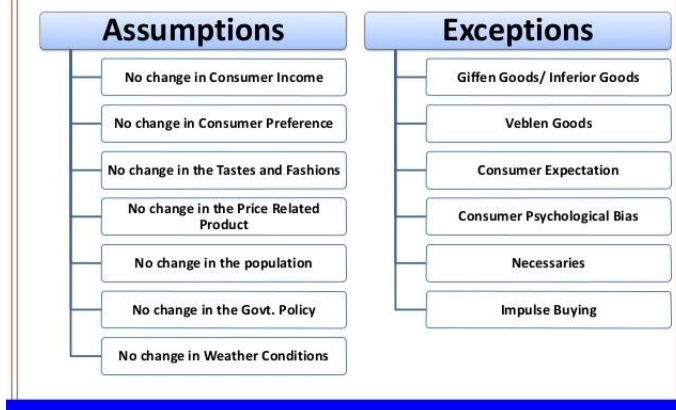 Assumptions
No change in Consumer Income
No change in Consumer Preference
No change in the Tastes and Fashions
No change in the Price Related
Product
No change in the population
No change in the Govt. Policy
No change in Weather Conditions
Exceptions
Giffen Goods/ Inferior Goods
Veblen Goods
Consumer Expectation
Consumer Psychological Bias
Necessaries
Impulse Buying